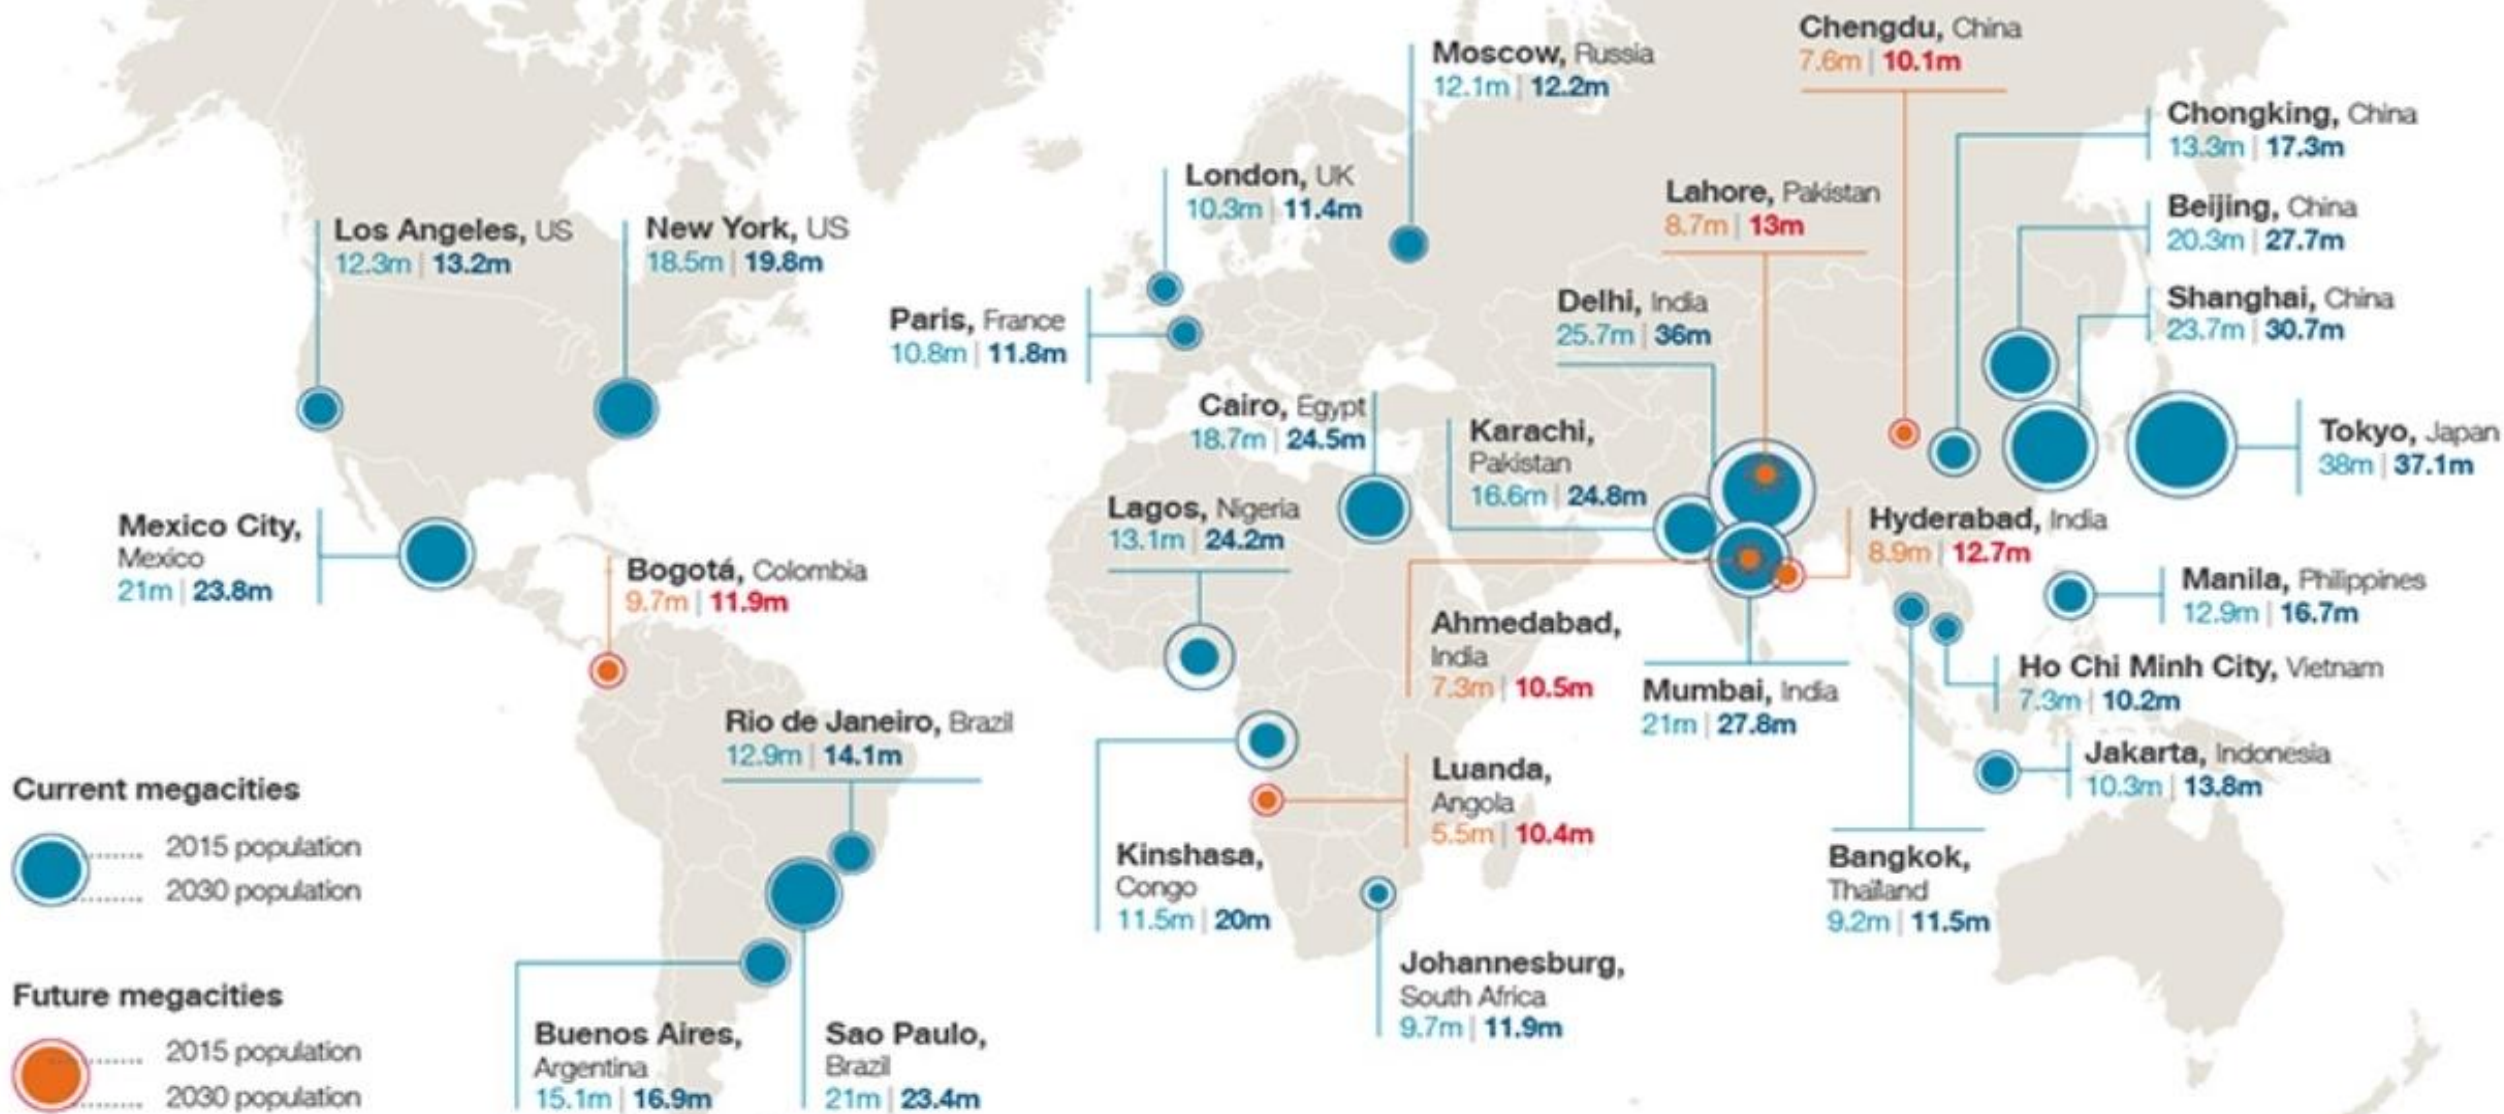 Chengdu, China
7.6m | 10.1m
Moscow, Russia
12.1m | 12.2m
Chongking, China
13.3m | 17.3m
London, UK
10.3m | 11.4m
Lahore, Pakistan
8.7m | 13m
Beijing, China
20.3m | 27.7m
Los Angeles, US
12.3m | 13.2m
New York, US
18.5m | 19.8m
Paris, France
10.8m | 11.8m
Delhi, India
25.7m | 36m
Shanghai, China
23.7m | 30.7m
Cairo, Egypt
18.7m | 24.5m
Karachi,
Pakistan
16.6m | 24.8m
Tokyo, Japan
38m | 37.1m
Lagos, Nigeria
13.1m | 24.2m
Mexico City,
Mexico
21m | 23.8m
Bogotá, Colombia
9.7m | 11.9m
Hyderabad, India
8.9m | 12.7m
Manila, Philippines
12.9m | 16.7m
Ahmedabad,
India
7.3m | 10.5m
Mumbai, India
21m | 27.8m
Ho Chi Minh City, Vietnam
7.3m | 10.2m
Rio de Janeiro, Brazil
12.9m | 14.1m
Luanda,
Angola
5.5m | 10.4m
Jakarta, Indonesia
10.3m | 13.8m
Kinshasa,
Congo
11.5m | 20m
Bangkok,
Thailand
9.2m | 11.5m
Johannesburg,
South Africa
9.7m | 11.9m
Buenos Aires,
Argentina
15.1m | 16.9m
Sao Paulo,
Brazil
21m | 23.4m
Current megacities
2015 population
2030 population
Future megacities
2015 population
2030 population